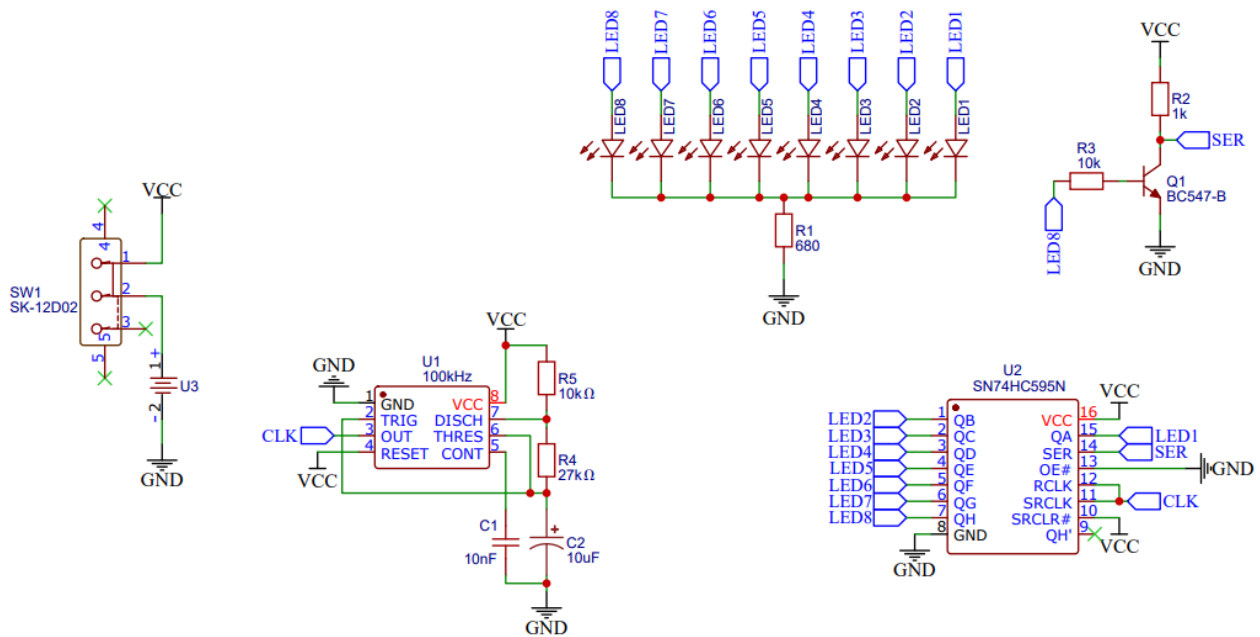 LED8
LED7
LED6
LED5
LED4
LED3
LED2
LED1
LED8
LED7
LED6
LED5
LED4
LED3
LED2
LED1
R1
680
GND
VCC
R2
1k
SER
R3
10k
Q1
BC547-B
LED8
GND
VCC
4
4
1
2
3
5
5
SW1
SK-12D02
1 +
U3
- 2
GND
VCC
GND
U1
100kHz
R5
10kΩ
1 GND VCC 8
2 TRIG DISCH 7
CLK 3 OUT THRES 6
4 RESET CONT 5
VCC
R4
27kΩ
C1
10nF
+
C2
10uF
GND
U2
SN74HC595N
VCC
VCC 16
LED2 1 QB QA 15 LED1
LED3 2 QC SER 14 SER
LED4 3 QD OE# 13 GND
LED5 4 QE RCLK 12
LED6 5 QF SRCLK 11 CLK
LED7 6 QG SRCLR# 10
LED8 7 QH QH' 9
8 GND
VCC
GND